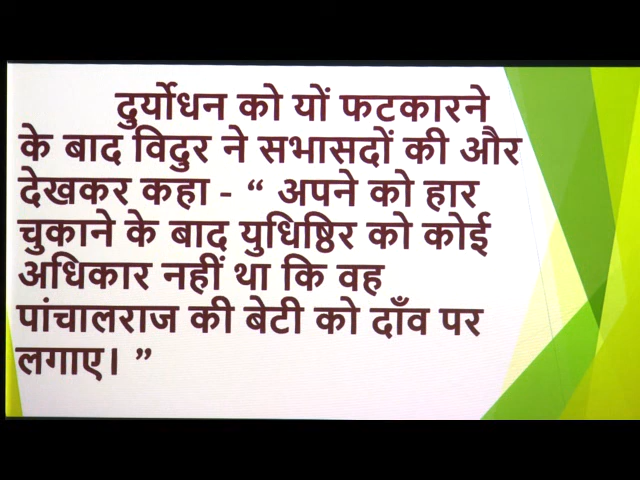 दुर्योधन को यों फटकारने
के बाद विदुर ने सभासदों की और
देखकर कहा - “ अपने को हार
चुकाने के बाद युधिष्ठिर को कोई
अधिकार नहीं था कि वह
पांचालराज की बेटी को दाँव पर
लगाए। ”